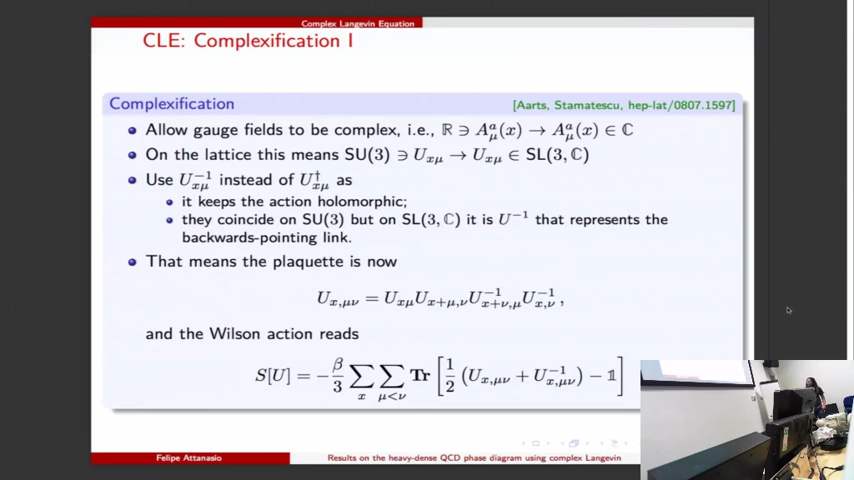 Complex Langevin Equation
CLE: Complexification I
Complexification [Aarts, Stamatescu, hep-lat/0807.1597]
Allow gauge fields to be complex, i.e., ℝ ∋ A^a_μ(x) → A^a_μ(x) ∈ ℂ
On the lattice this means SU(3) ∋ U_{xμ} → U_{xμ} ∈ SL(3, ℂ)
Use U^{-1}_{xμ} instead of U^†_{xμ} as
it keeps the action holomorphic;
they coincide on SU(3) but on SL(3, ℂ) it is U^{-1} that represents the
backwards-pointing link.
That means the plaquette is now
U_{x,μν} = U_{xμ} U_{x+μ,ν} U^{-1}_{x+ν,μ} U^{-1}_{x,ν} ,
and the Wilson action reads
S[U] = −β/3 ∑_x ∑_{μ<ν} Tr [ 1/2 (U_{x,μν} + U^{-1}_{x,μν}) − 𝟙 ]
Felipe Attanasio Results on the heavy-dense QCD phase diagram using complex Langevin